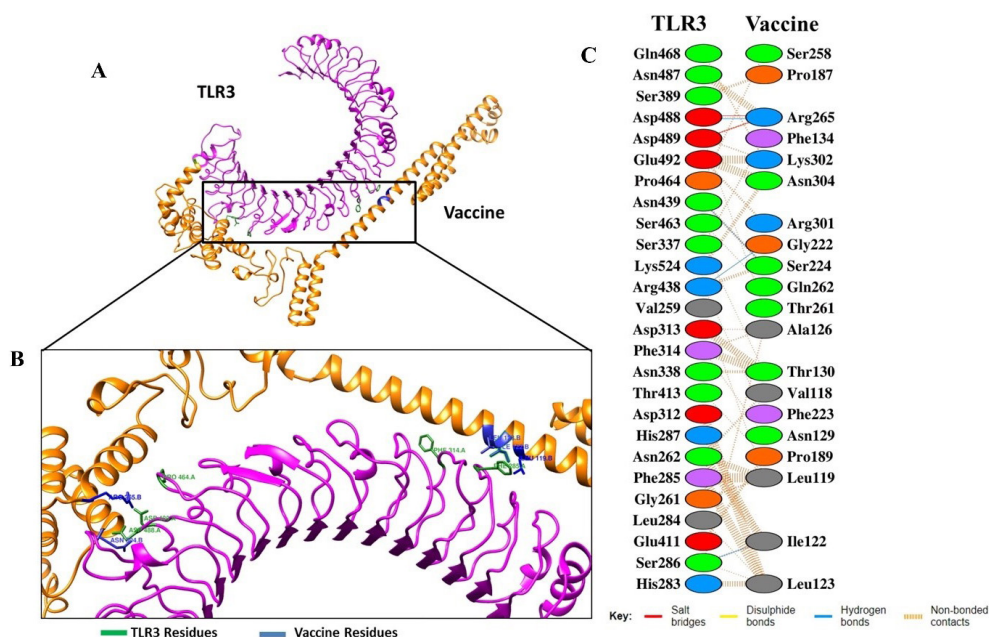 A
TLR3
Vaccine
B
PHE 314.A
PRO 464.A
TLR3 Residues
Vaccine Residues
C
TLR3 Vaccine
Gln468 Ser258
Asn487 Pro187
Ser389
Asp488 Arg265
Asp489 Phe134
Glu492 Lys302
Pro464 Asn304
Asn439
Ser463 Arg301
Ser337 Gly222
Lys524 Ser224
Arg438 Gln262
Val259 Thr261
Asp313 Ala126
Phe314
Asn338 Thr130
Thr413 Val118
Asp312 Phe223
His287 Asn129
Asn262 Pro189
Phe285 Leu119
Gly261
Leu284
Glu411 Ile122
Ser286
His283 Leu123
Key: Salt bridges Disulphide bonds Hydrogen bonds Non-bonded contacts